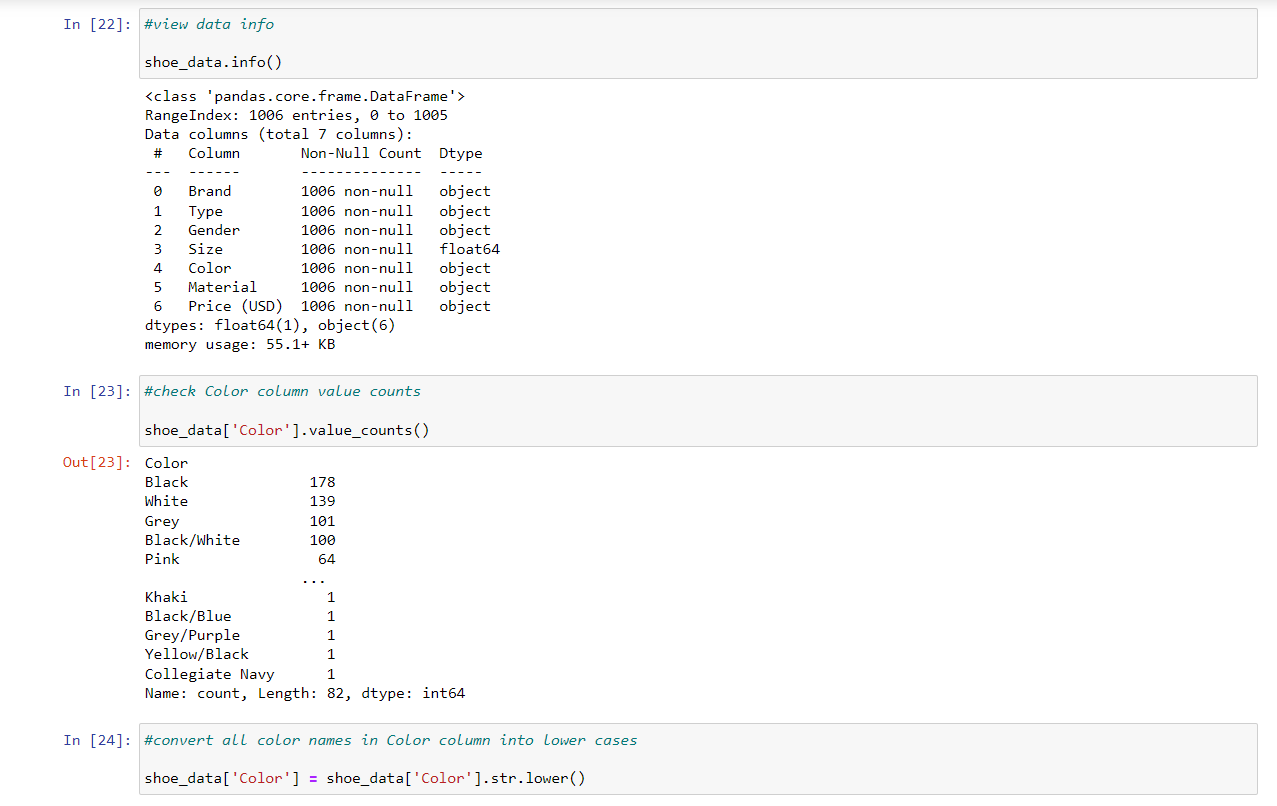 In [22]: #view data info
shoe_data.info()
<class 'pandas.core.frame.DataFrame'>
RangeIndex: 1006 entries, 0 to 1005
Data columns (total 7 columns):
 #   Column       Non-Null Count  Dtype
---  ------       --------------  -----
 0   Brand        1006 non-null   object
 1   Type         1006 non-null   object
 2   Gender       1006 non-null   object
 3   Size         1006 non-null   float64
 4   Color        1006 non-null   object
 5   Material     1006 non-null   object
 6   Price (USD)  1006 non-null   object
dtypes: float64(1), object(6)
memory usage: 55.1+ KB
In [23]: #check Color column value counts
shoe_data['Color'].value_counts()
Out[23]: Color
Black              178
White              139
Grey               101
Black/White        100
Pink                64
                  ...
Khaki                1
Black/Blue           1
Grey/Purple          1
Yellow/Black         1
Collegiate Navy      1
Name: count, Length: 82, dtype: int64
In [24]: #convert all color names in Color column into lower cases
shoe_data['Color'] = shoe_data['Color'].str.lower()